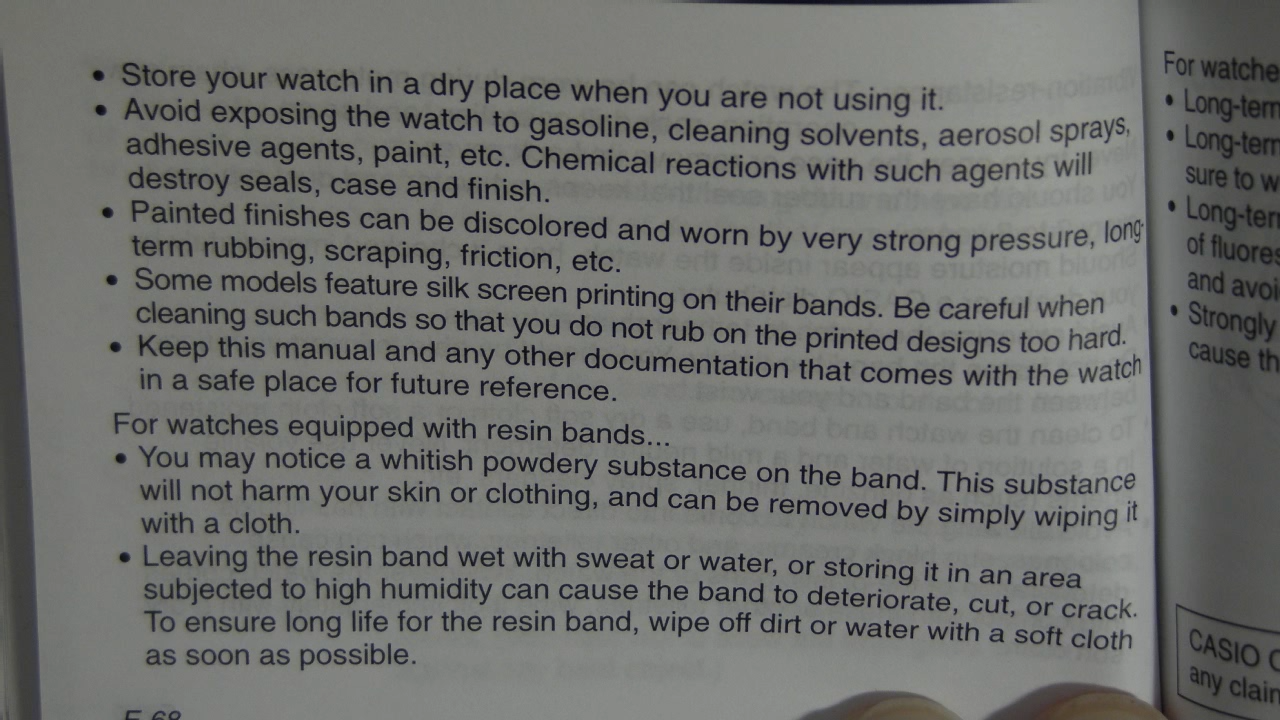 • Store your watch in a dry place when you are not using it.
• Avoid exposing the watch to gasoline, cleaning solvents, aerosol sprays,
adhesive agents, paint, etc. Chemical reactions with such agents will
destroy seals, case and finish.
• Painted finishes can be discolored and worn by very strong pressure, long-
term rubbing, scraping, friction, etc.
• Some models feature silk screen printing on their bands. Be careful when
cleaning such bands so that you do not rub on the printed designs too hard.
• Keep this manual and any other documentation that comes with the watch
in a safe place for future reference.
For watches equipped with resin bands...
• You may notice a whitish powdery substance on the band. This substance
will not harm your skin or clothing, and can be removed by simply wiping it
with a cloth.
• Leaving the resin band wet with sweat or water, or storing it in an area
subjected to high humidity can cause the band to deteriorate, cut, or crack.
To ensure long life for the resin band, wipe off dirt or water with a soft cloth
as soon as possible.
E-68
For watche
• Long-term
• Long-term
sure to w
• Long-ter
of fluores
and avoi
• Strongly
cause th
CASIO C
any clain